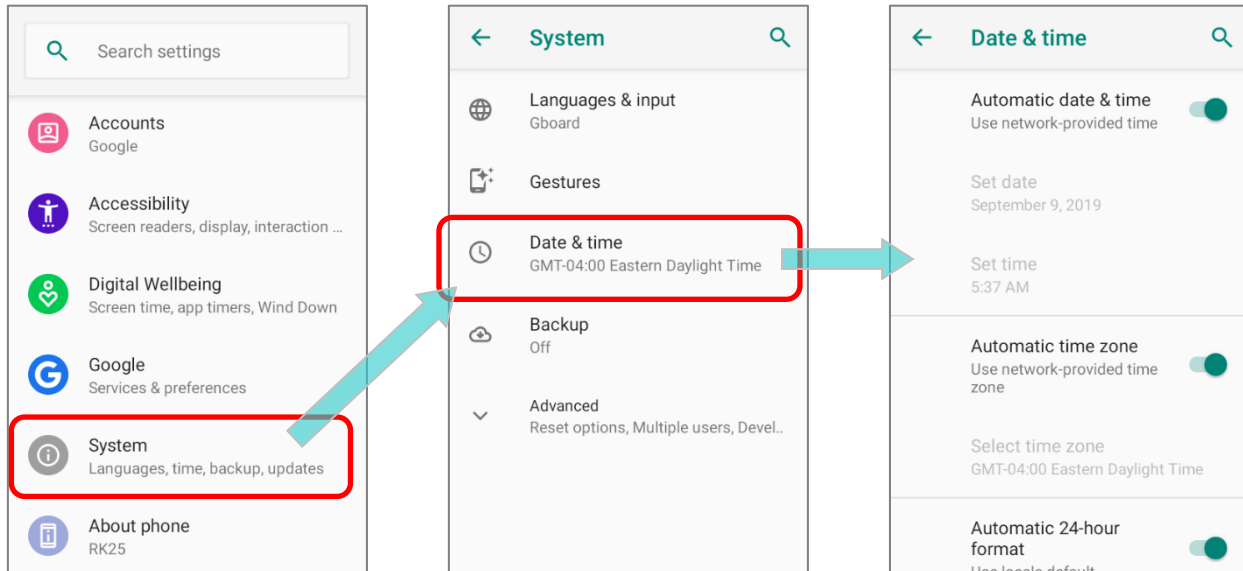 Search settings
Accounts
Google
Accessibility
Screen readers, display, interaction ...
Digital Wellbeing
Screen time, app timers, Wind Down
Google
Services & preferences
System
Languages, time, backup, updates
About phone
RK25
System
Languages & input
Gboard
Gestures
Date & time
GMT-04:00 Eastern Daylight Time
Backup
Off
Advanced
Reset options, Multiple users, Devel..
Date & time
Automatic date & time
Use network-provided time
Set date
September 9, 2019
Set time
5:37 AM
Automatic time zone
Use network-provided time
zone
Select time zone
GMT-04:00 Eastern Daylight Time
Automatic 24-hour
format
Use locale default